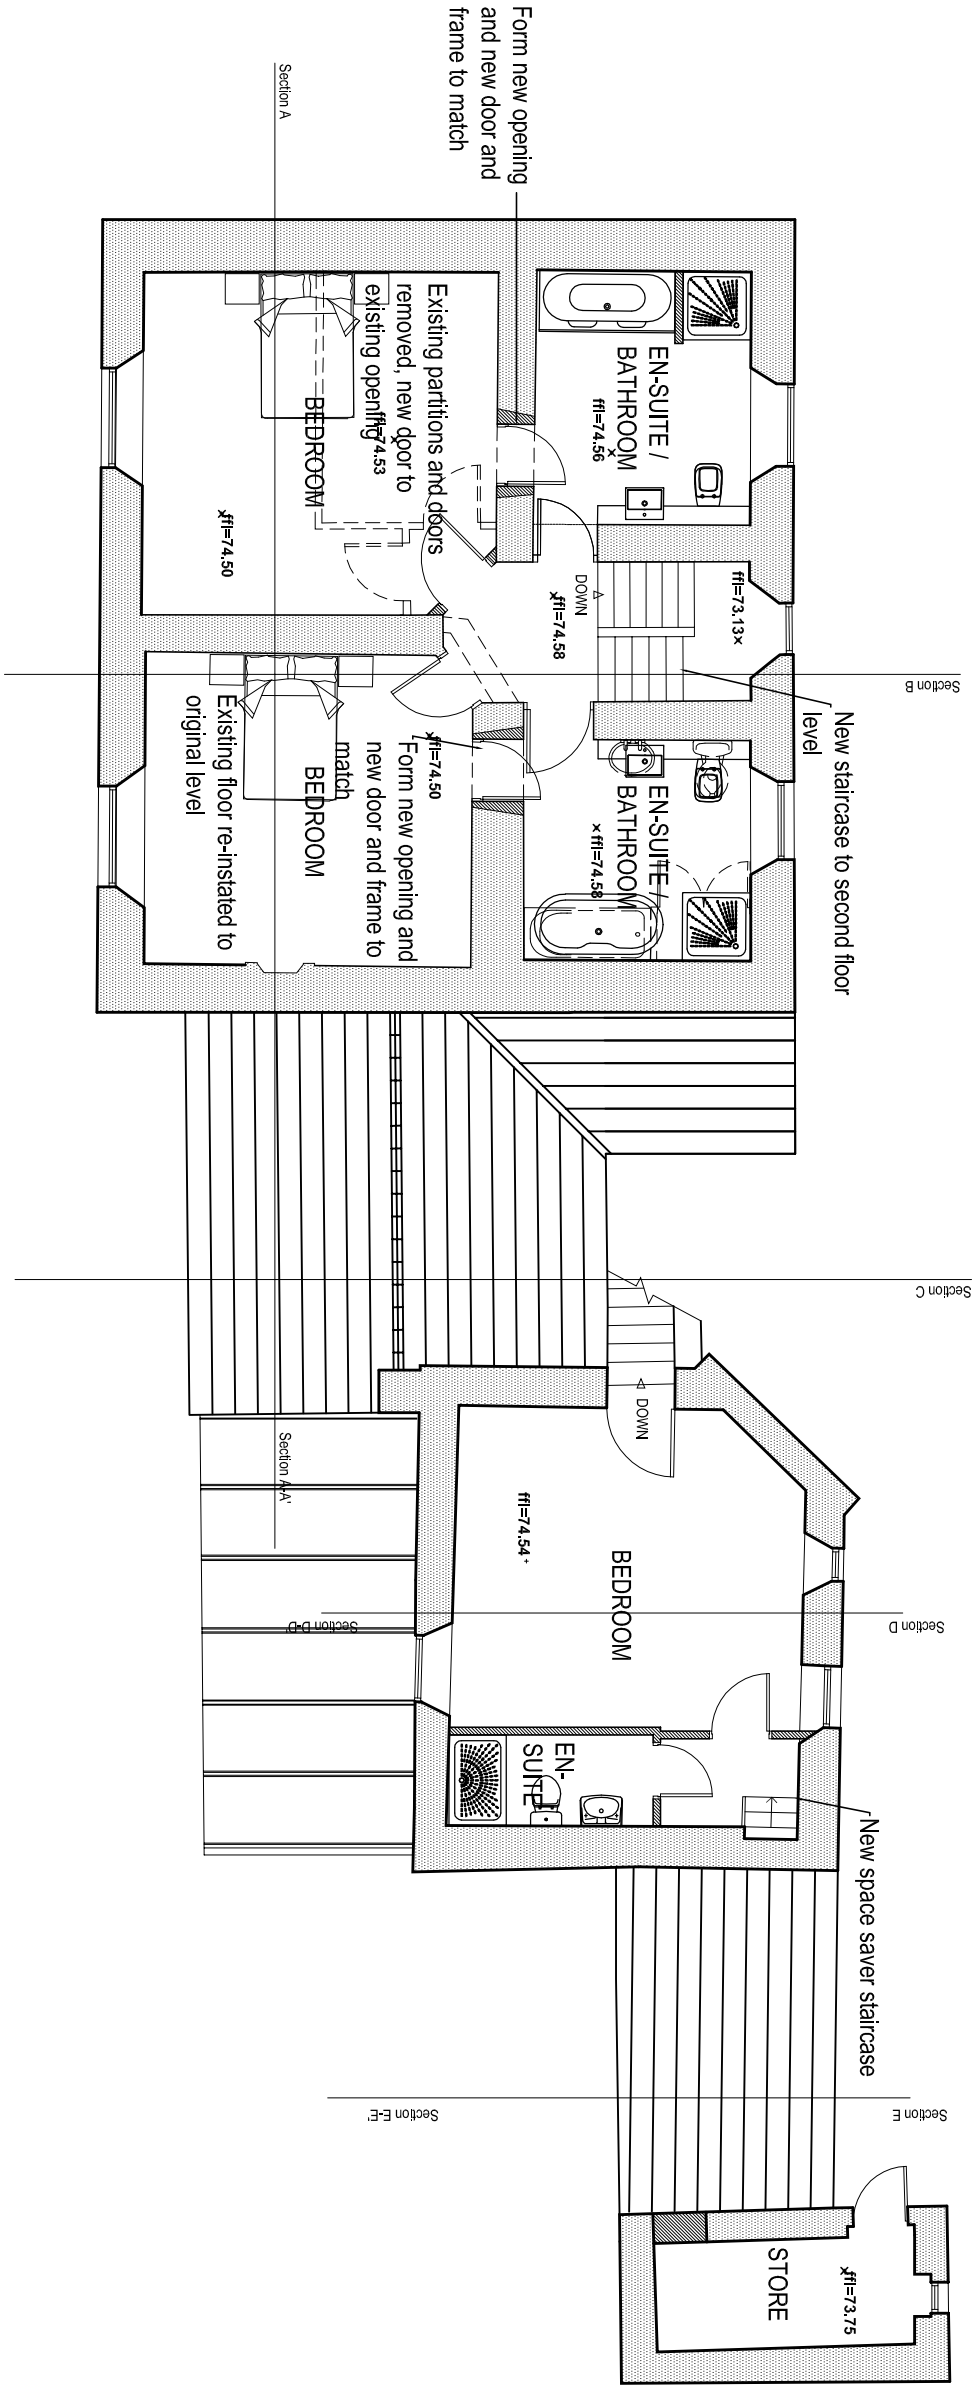 Form new opening
and new door and
frame to match
Section A
Existing partitions and doors
removed, new door to
existing opening
ffl=74.53
BEDROOM
ffl=74.50
EN-SUITE /
BATHROOM
ffl=74.56
DOWN
ffl=74.58
ffl=73.13
Section B
New staircase to second floor
level
Existing floor re-instated to
original level
BEDROOM
ffl=74.50
Form new opening and
new door and frame to
match
EN-SUITE /
BATHROOM
ffl=74.58
Section C
DOWN
Section A-A'
ffl=74.54
BEDROOM
Section D
Section D-D'
EN-
SUITE
New space saver staircase
Section E
Section E-E'
STORE
ffl=73.75